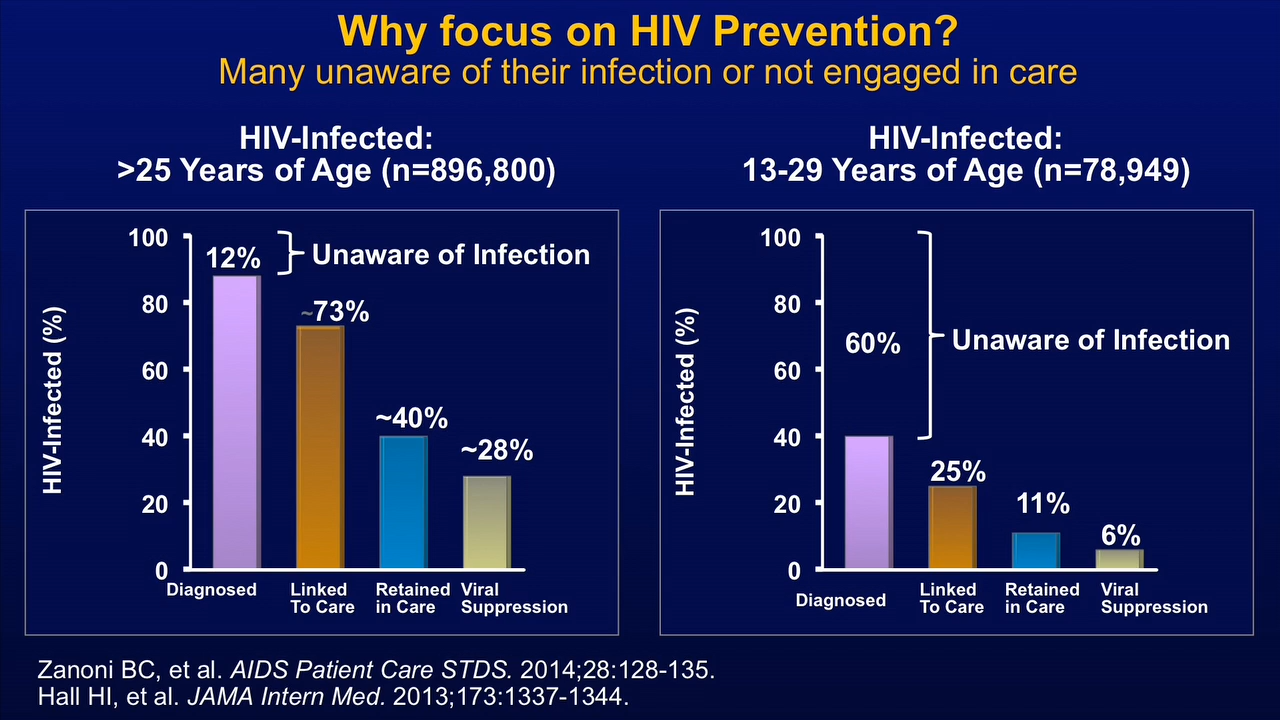 Why focus on HIV Prevention?
Many unaware of their infection or not engaged in care
HIV-Infected:
>25 Years of Age (n=896,800)
HIV-Infected (%)
100
80
60
40
20
0
12%
Unaware of Infection
~73%
~40%
~28%
Diagnosed
Linked
To Care
Retained
in Care
Viral
Suppression
HIV-Infected:
13-29 Years of Age (n=78,949)
HIV-Infected (%)
100
80
60
40
20
0
60%
Unaware of Infection
25%
11%
6%
Diagnosed
Linked
To Care
Retained
in Care
Viral
Suppression
Zanoni BC, et al. AIDS Patient Care STDS. 2014;28:128-135.
Hall HI, et al. JAMA Intern Med. 2013;173:1337-1344.